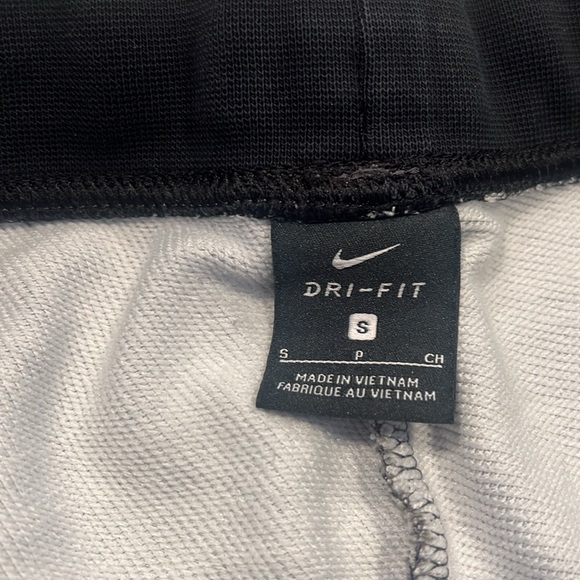 DRI-FIT
S
S P CH
MADE IN VIETNAM
FABRIQUE AU VIETNAM